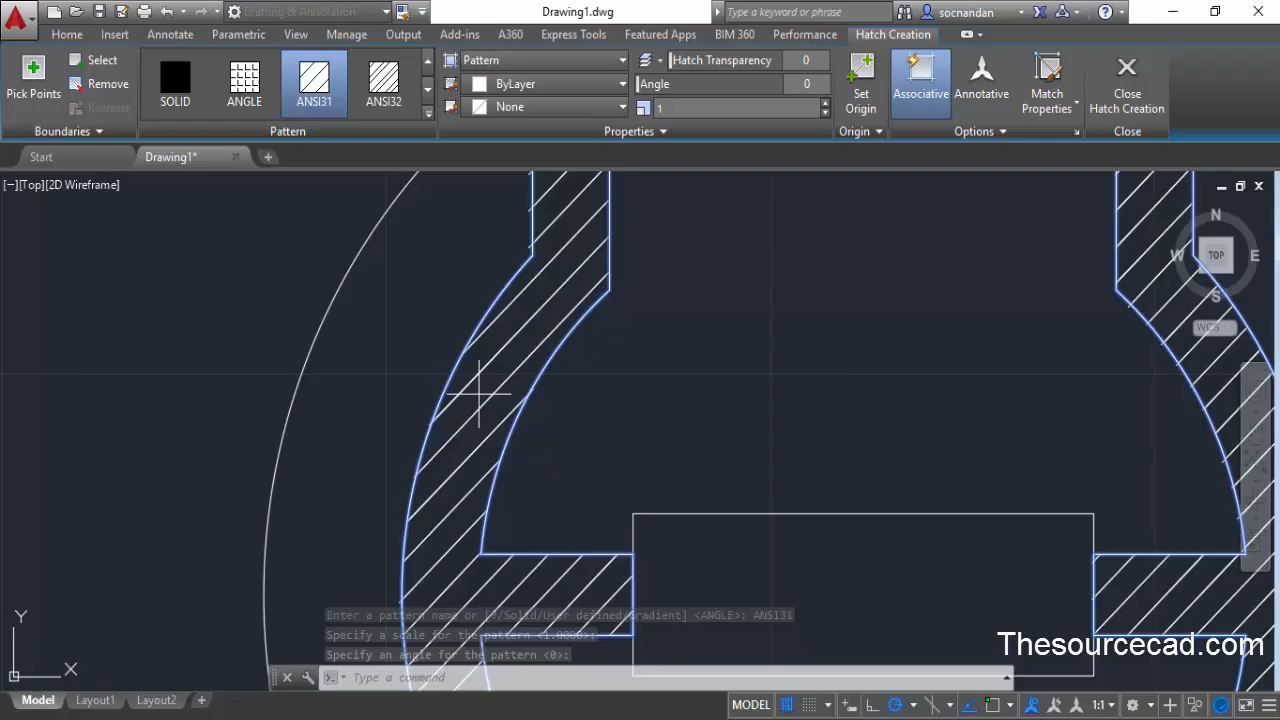 Drafting & Annotation
Drawing1.dwg
Type a keyword or phrase
socnandan
Home
Insert
Annotate
Parametric
View
Manage
Output
Add-ins
A360
Express Tools
Featured Apps
BIM 360
Performance
Hatch Creation
Pick Points
Select
Remove
Recreate
Boundaries
SOLID
ANGLE
ANSI31
ANSI32
Pattern
Pattern
ByLayer
None
Hatch Transparency 0
Angle 0
1
Properties
Set Origin
Origin
Associative
Annotative
Match Properties
Options
Close Hatch Creation
Close
Start
Drawing1*
[−][Top][2D Wireframe]
N
W
TOP
E
S
WCS
Enter a pattern name or [?/Solid/User defined/Gradient] <ANGLE>: ANSI31
Specify a scale for the pattern <1.0000>:
Specify an angle for the pattern <0>:
Y
X
Thesourcecad.com
Type a command
Model
Layout1
Layout2
MODEL
1:1